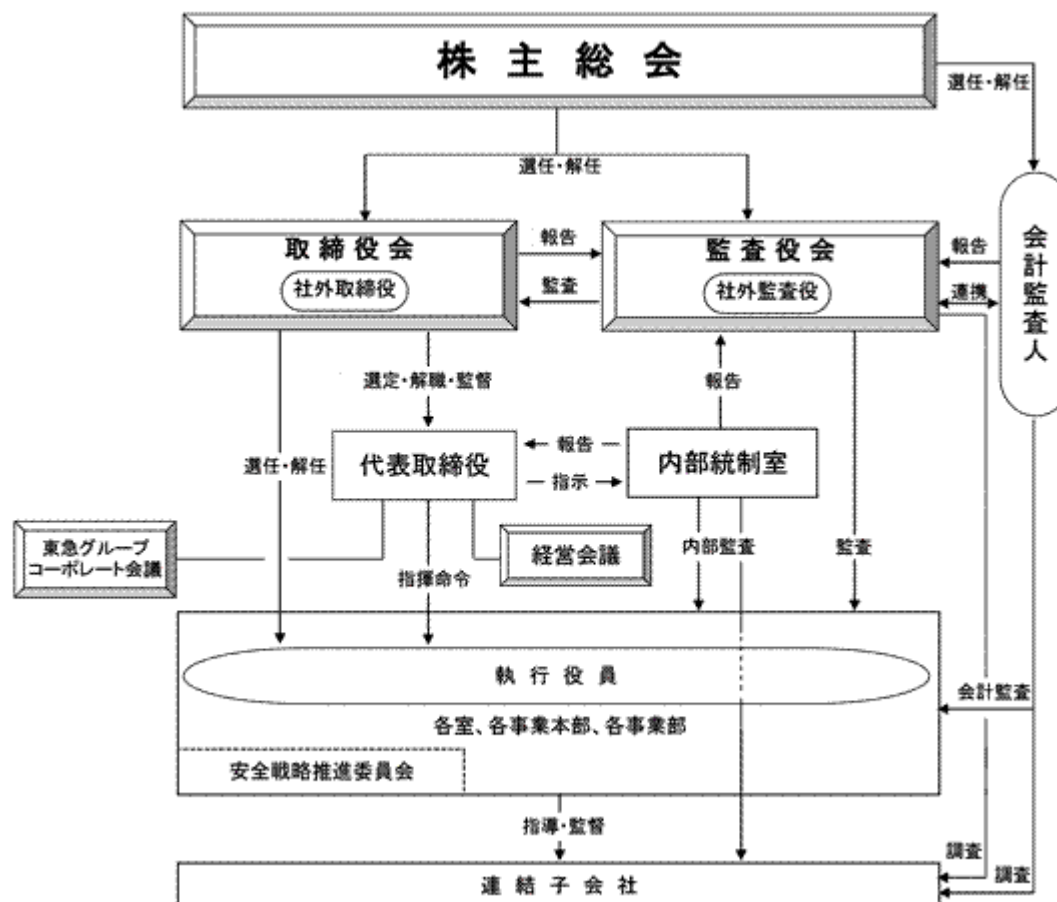 株主総会
選任・解任
選任・解任
取締役会
社外取締役
報告
監査
監査役会
社外監査役
報告
連携
会計監査人
選定・解職・監督
報告
選任・解任
代表取締役
報告
指示
内部統制室
東急グループ
コーポレート会議
経営会議
指揮命令
内部監査
監査
執行役員
会計監査
各室、各事業本部、各事業部
安全戦略推進委員会
指導・監督
調査
調査
連結子会社